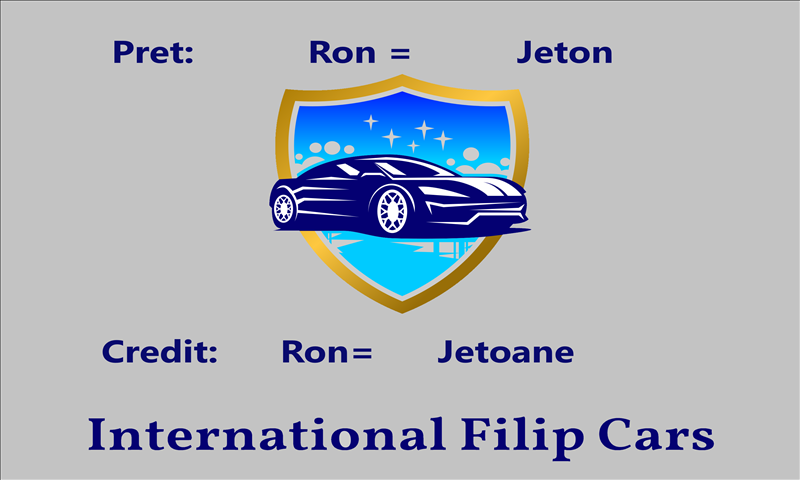 Pret: Ron = Jeton
Credit: Ron= Jetoane
International Filip Cars